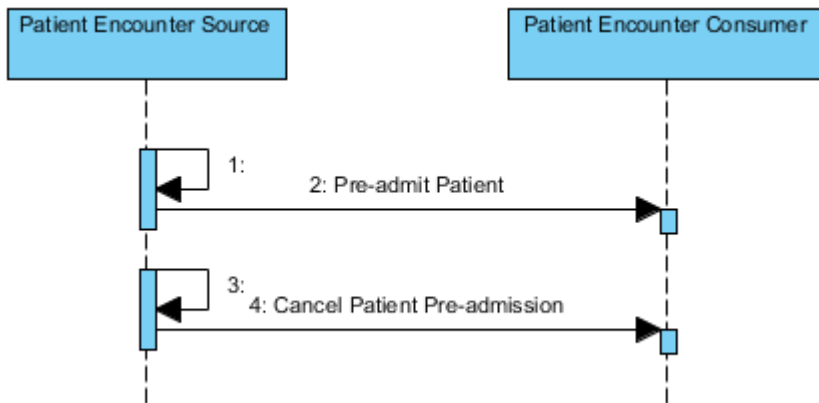 Patient Encounter Source
Patient Encounter Consumer
1:
2: Pre-admit Patient
3:
4: Cancel Patient Pre-admission